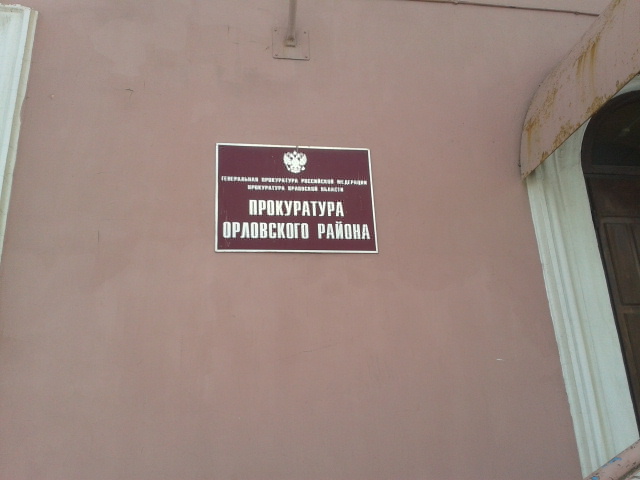 ГЕНЕРАЛЬНАЯ ПРОКУРАТУРА РОССИЙСКОЙ ФЕДЕРАЦИИ
ПРОКУРАТУРА ОРЛОВСКОЙ ОБЛАСТИ
ПРОКУРАТУРА
ОРЛОВСКОГО РАЙОНА